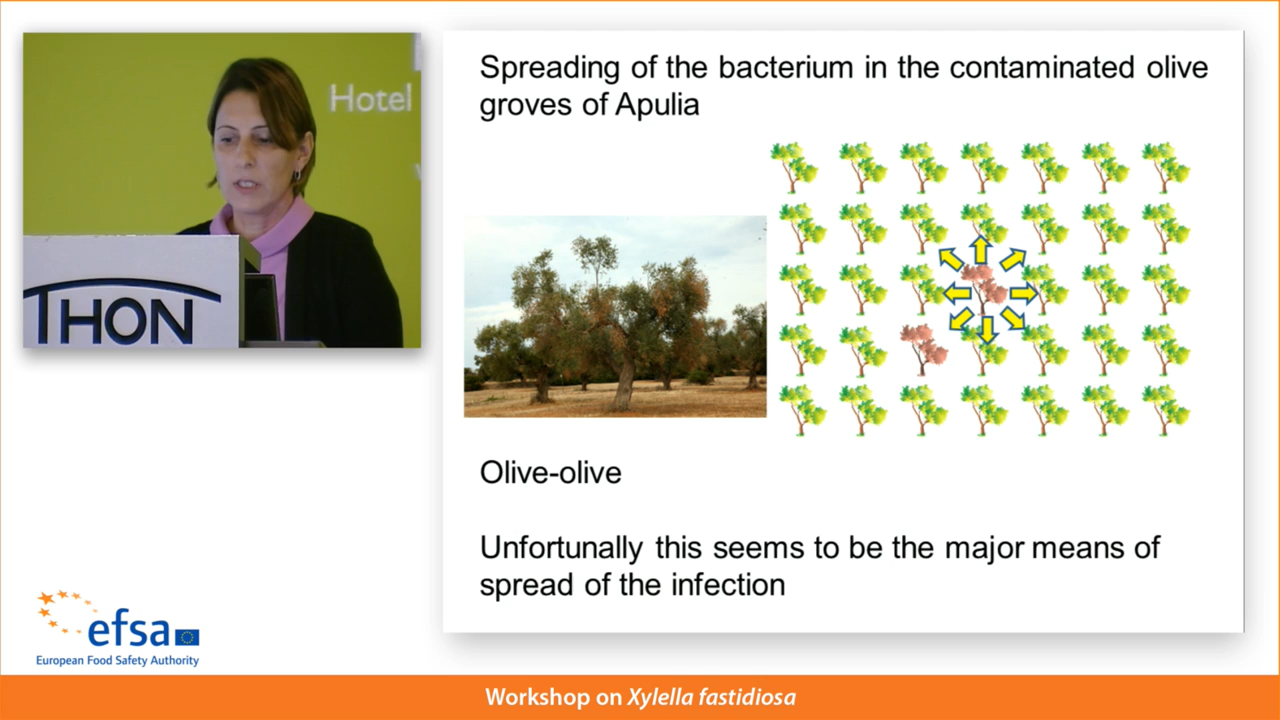 Hotel
THON
Spreading of the bacterium in the contaminated olive
groves of Apulia
Olive-olive
Unfortunally this seems to be the major means of
spread of the infection
efsa
European Food Safety Authority
Workshop on Xylella fastidiosa